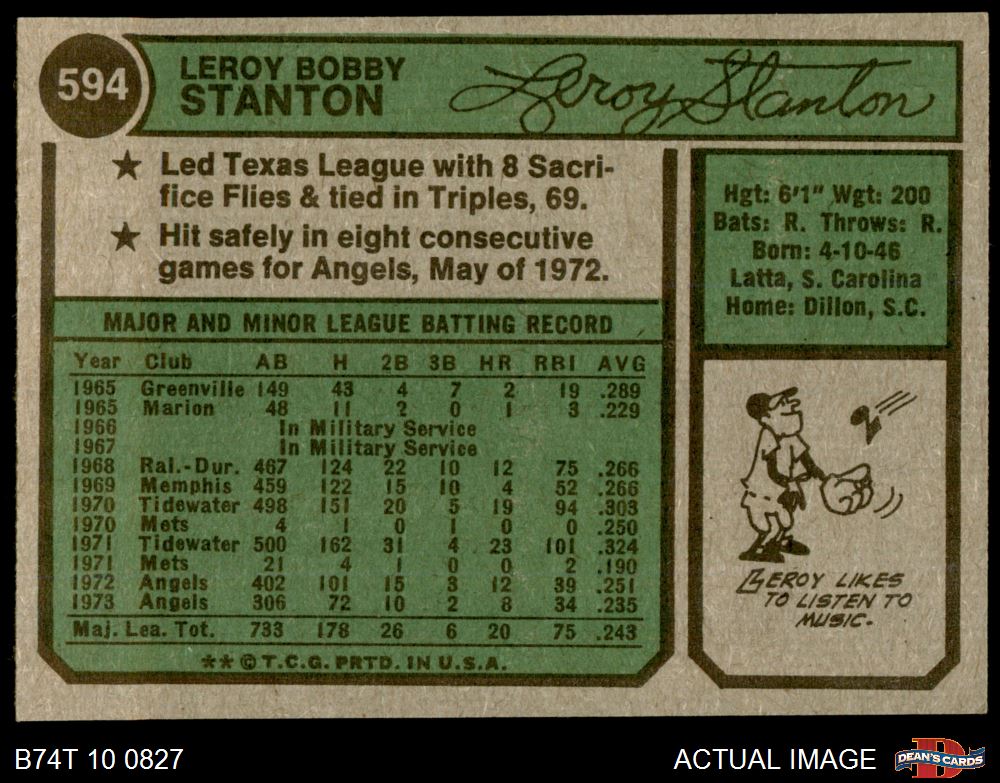 594
LEROY BOBBY
STANTON
Leroy Stanton
★ Led Texas League with 8 Sacri-
fice Flies & tied in Triples, 69.
★ Hit safely in eight consecutive
games for Angels, May of 1972.
Hgt: 6'1" Wgt: 200
Bats: R. Throws: R.
Born: 4-10-46
Latta, S. Carolina
Home: Dillon, S.C.
MAJOR AND MINOR LEAGUE BATTING RECORD
Year Club AB H 2B 3B HR RBI AVG
1965 Greenville 149 43 4 7 2 19 .289
1965 Marion 48 11 2 0 1 3 .229
1966 In Military Service
1967 In Military Service
1968 Ral.-Dur. 467 124 22 10 12 75 .266
1969 Memphis 459 122 15 10 4 52 .266
1970 Tidewater 498 151 20 5 19 94 .303
1970 Mets 4 1 0 1 0 0 .250
1971 Tidewater 500 162 31 4 23 101 .324
1971 Mets 21 4 1 0 0 2 .190
1972 Angels 402 101 15 3 12 39 .251
1973 Angels 306 72 10 2 8 34 .235
Maj. Lea. Tot. 733 178 26 6 20 75 .243
** © T.C.G. PRTD. IN U.S.A.
LEROY LIKES
TO LISTEN TO
MUSIC.
B74T 10 0827
ACTUAL IMAGE
D
DEAN'S CARDS